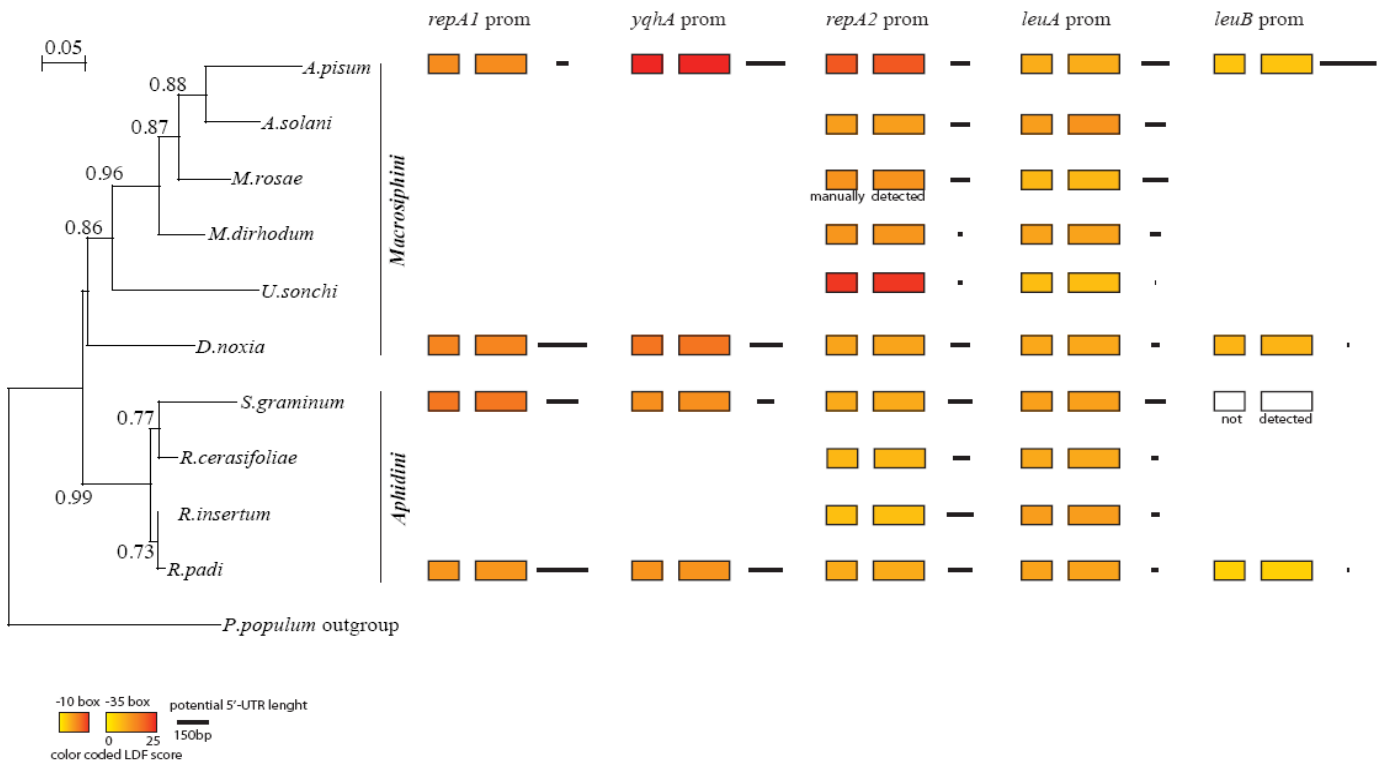 repA1 prom yqhA prom repA2 prom leuA prom leuB prom
0.05
A.pisum
0.88
A.solani
0.87
M.rosae
0.96
manually detected
M.dirhodum
0.86
U.sonchi
D.noxia
Macrosiphini
S.graminum
0.77
not detected
R.cerasifoliae
0.99
R.insertum
0.73
R.padi
Aphidini
P.populum outgroup
-10 box -35 box potential 5'-UTR lenght
150bp
0 25
color coded LDF score